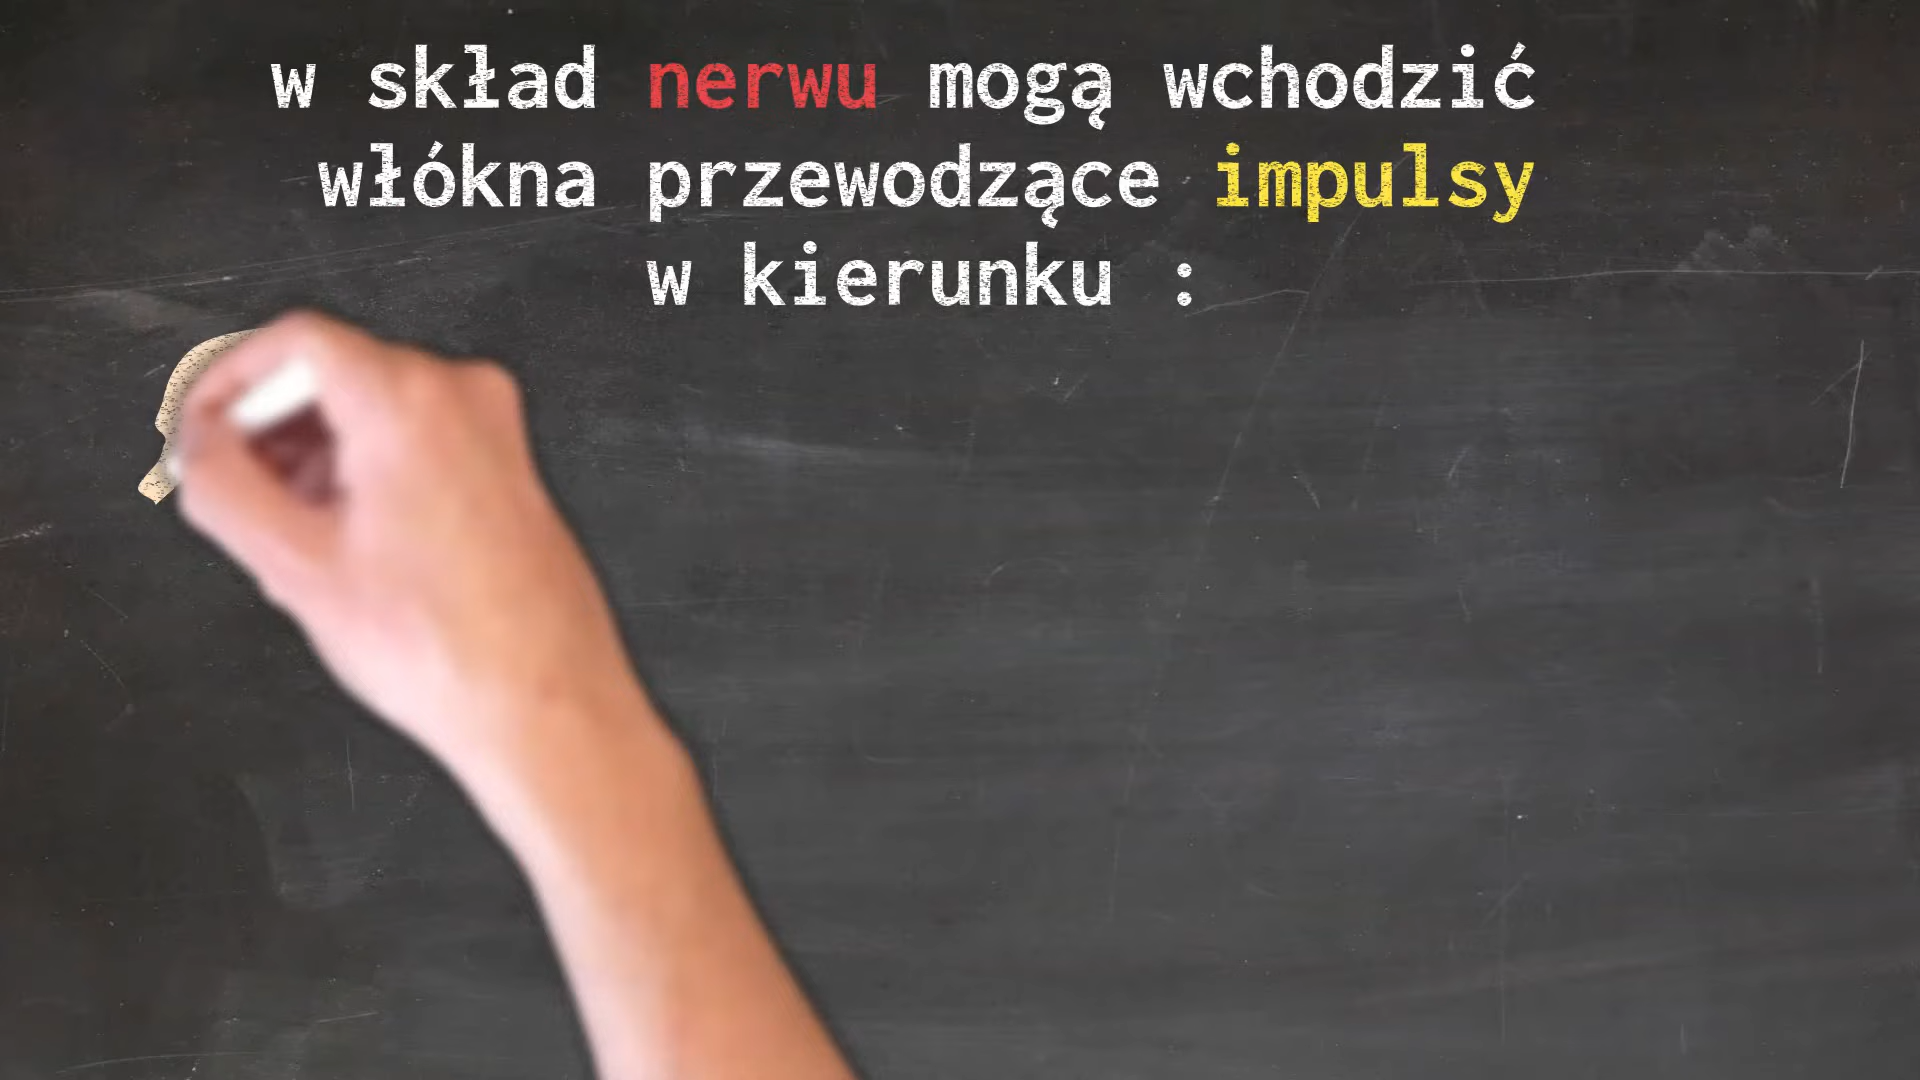 w skład nerwu mogą wchodzić
włókna przewodzące impulsy
w kierunku :